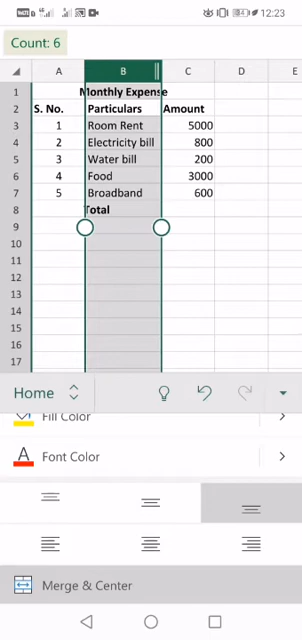 12:23
Count: 6
A B C D E
1 Monthly Expense
2 S. No. Particulars Amount
3 1 Room Rent 5000
4 2 Electricity bill 800
5 3 Water bill 200
6 4 Food 3000
7 5 Broadband 600
8 Total
9
10
11
12
13
14
15
16
17
Home
Fill Color
A Font Color
Merge & Center